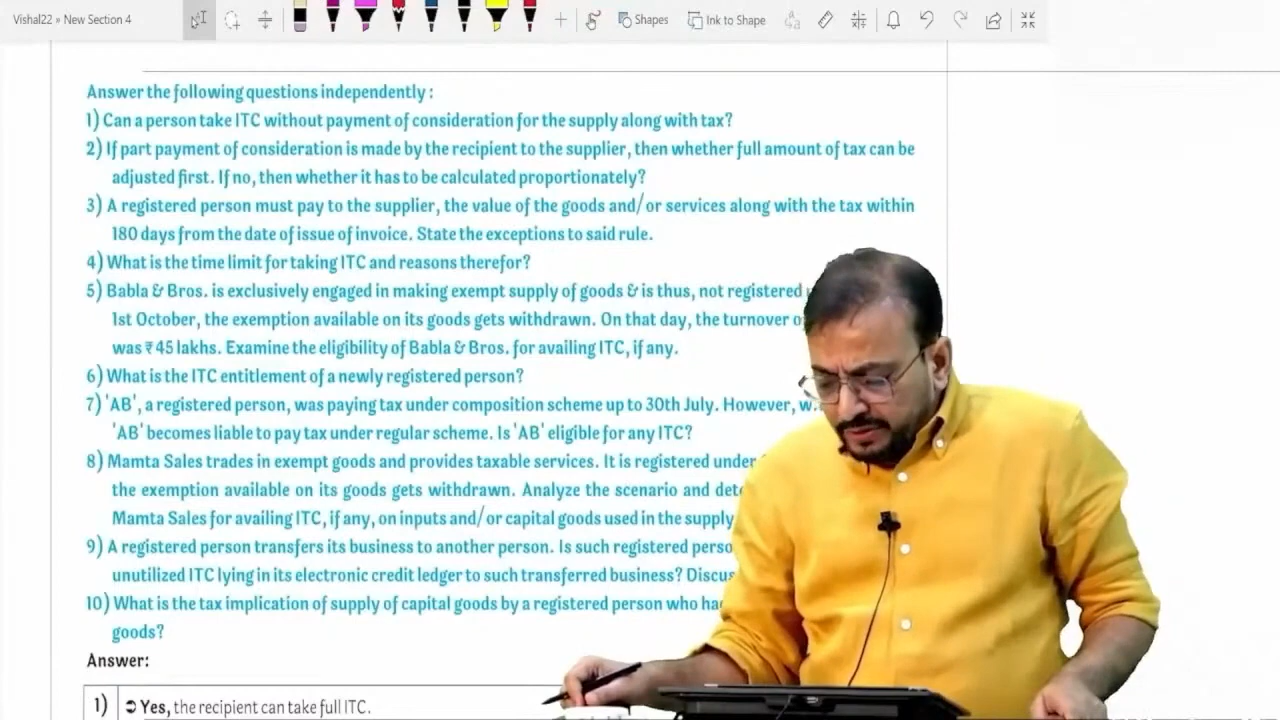 Vishal22 » New Section 4
Shapes
Ink to Shape
Answer the following questions independently :
1) Can a person take ITC without payment of consideration for the supply along with tax?
2) If part payment of consideration is made by the recipient to the supplier, then whether full amount of tax can be
adjusted first. If no, then whether it has to be calculated proportionately?
3) A registered person must pay to the supplier, the value of the goods and/or services along with the tax within
180 days from the date of issue of invoice. State the exceptions to said rule.
4) What is the time limit for taking ITC and reasons therefor?
5) Babla & Bros. is exclusively engaged in making exempt supply of goods & is thus, not registered
1st October, the exemption available on its goods gets withdrawn. On that day, the turnover
was ₹ 45 lakhs. Examine the eligibility of Babla & Bros. for availing ITC, if any.
6) What is the ITC entitlement of a newly registered person?
7) 'AB', a registered person, was paying tax under composition scheme up to 30th July. However,
'AB' becomes liable to pay tax under regular scheme. Is 'AB' eligible for any ITC?
8) Mamta Sales trades in exempt goods and provides taxable services. It is registered under
the exemption available on its goods gets withdrawn. Analyze the scenario and
Mamta Sales for availing ITC, if any, on inputs and/or capital goods used in the supply
9) A registered person transfers its business to another person. Is such registered
unutilized ITC lying in its electronic credit ledger to such transferred business?
10) What is the tax implication of supply of capital goods by a registered person who
goods?
Answer:
1) ➲ Yes, the recipient can take full ITC.